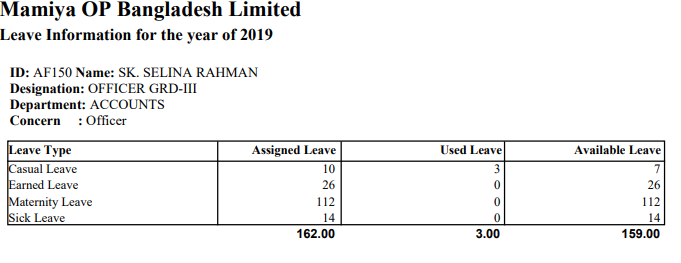 Mamiya OP Bangladesh Limited
Leave Information for the year of 2019
ID: AF150 Name: SK. SELINA RAHMAN
Designation: OFFICER GRD-III
Department: ACCOUNTS
Concern : Officer
Leave Type Assigned Leave Used Leave Available Leave
Casual Leave 10 3 7
Earned Leave 26 0 26
Maternity Leave 112 0 112
Sick Leave 14 0 14
162.00 3.00 159.00